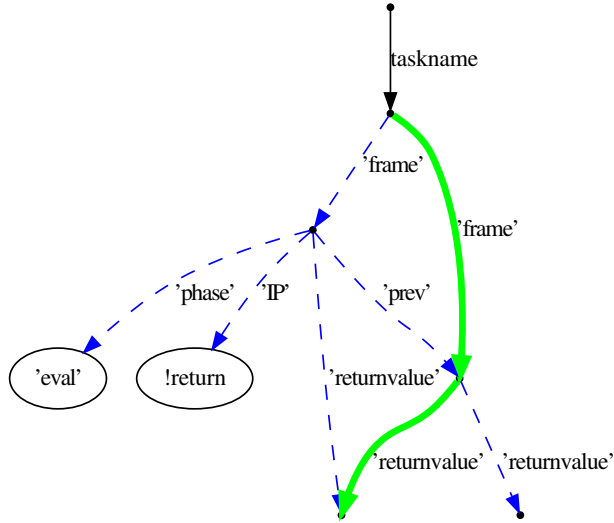 taskname
’frame’
’frame’
’phase’
’IP’
’prev’
’eval’
!return
’returnvalue’
’returnvalue’
’returnvalue’